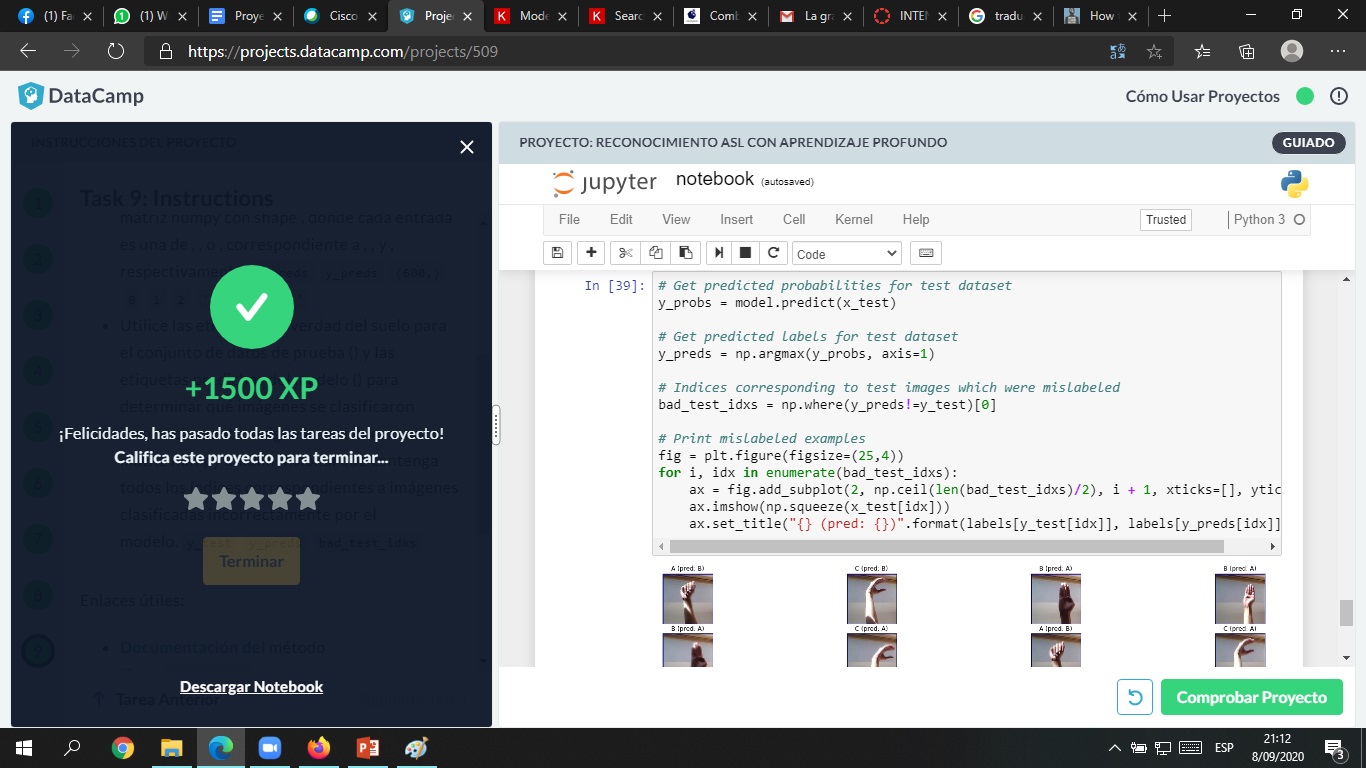 (1) Fa
(1) W
Proye
Cisco
Proje
Mode
Searc
Comb
La gra
INTEN
tradu
How
https://projects.datacamp.com/projects/509
DataCamp
Cómo Usar Proyectos
INSTRUCCIONES DEL PROYECTO
Task 9: Instructions
matriz numpy con shape , donde cada entrada
es una de , , o , correspondiente a , , y ,
respectivamente
y_preds (600,)
0 1 2
Utilice las verdad del suelo para
el conjunto de datos de prueba () y las
etiquetas
modelo () para
determinar qué imágenes se clasificaron
+1500 XP
¡Felicidades, has pasado todas las tareas del proyecto!
Califica este proyecto para terminar...
todos los índices correspondientes a imágenes
clasificadas incorrectamente por el
modelo. y_test y_preds bad_test_idxs
Terminar
Enlaces útiles:
Documentación del método
Tarea Anterior
Descargar Notebook
PROYECTO: RECONOCIMIENTO ASL CON APRENDIZAJE PROFUNDO
GUIADO
jupyter notebook (autosaved)
File Edit View Insert Cell Kernel Help
Trusted
Python 3
Code
In [39]:
# Get predicted probabilities for test dataset
y_probs = model.predict(x_test)
# Get predicted labels for test dataset
y_preds = np.argmax(y_probs, axis=1)
# Indices corresponding to test images which were mislabeled
bad_test_idxs = np.where(y_preds!=y_test)[0]
# Print mislabeled examples
fig = plt.figure(figsize=(25,4))
for i, idx in enumerate(bad_test_idxs):
    ax = fig.add_subplot(2, np.ceil(len(bad_test_idxs)/2), i + 1, xticks=[], ytic
    ax.imshow(np.squeeze(x_test[idx]))
    ax.set_title("{} (pred: {})".format(labels[y_test[idx]], labels[y_preds[idx]]
A (pred: B)
C (pred: B)
B (pred: A)
B (pred: A)
B (pred: A)
C (pred: A)
A (pred: B)
C (pred: A)
Comprobar Proyecto
ESP
21:12
8/09/2020
3